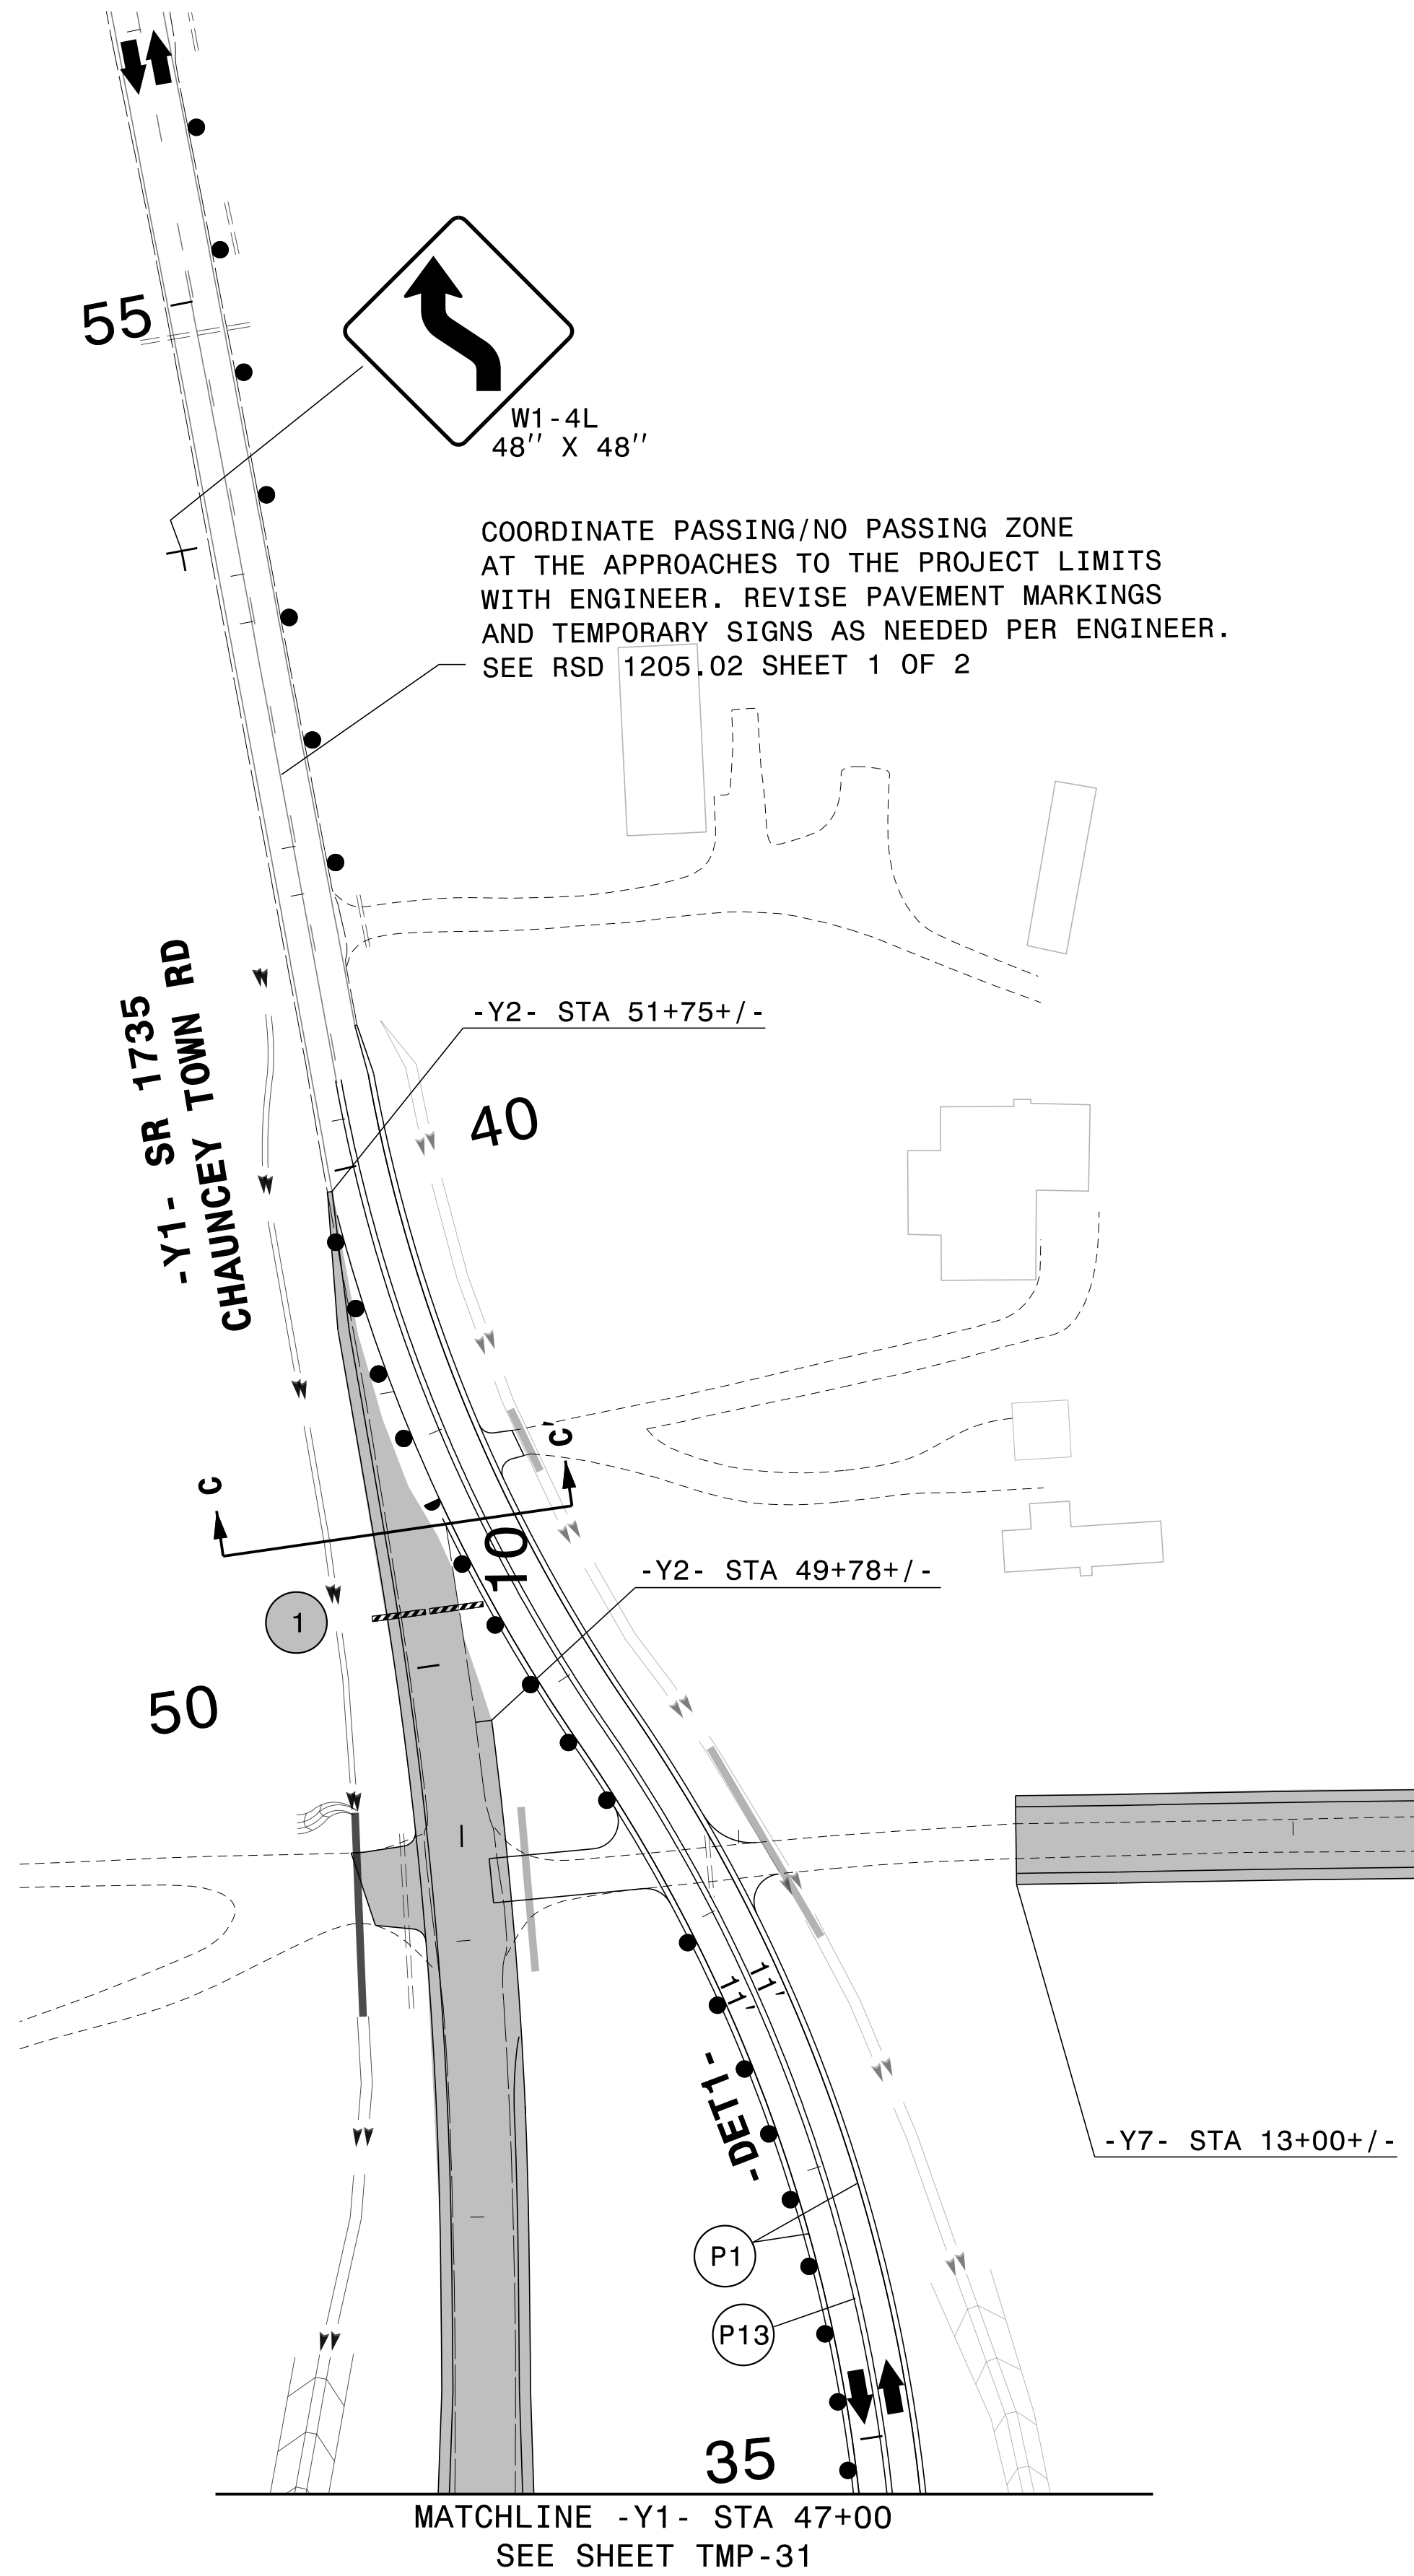 55
W1-4L
48'' X 48''
COORDINATE PASSING/NO PASSING ZONE
AT THE APPROACHES TO THE PROJECT LIMITS
WITH ENGINEER. REVISE PAVEMENT MARKINGS
AND TEMPORARY SIGNS AS NEEDED PER ENGINEER.
SEE RSD 1205.02 SHEET 1 OF 2
-Y1- SR 1735
CHAUNCEY TOWN RD
-Y2- STA 51+75+/-
40
C
C'
10
-Y2- STA 49+78+/-
1
50
11'
11'
-DET1-
-Y7- STA 13+00+/-
P1
P13
35
MATCHLINE -Y1- STA 47+00
SEE SHEET TMP-31